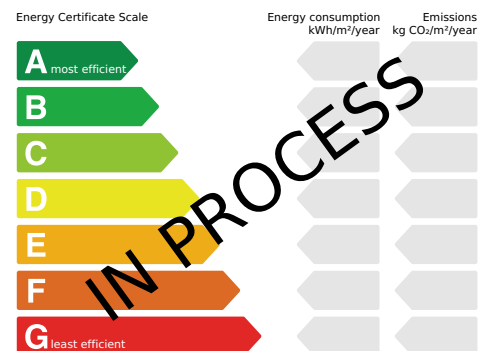 Energy Certificate Scale
Energy consumption
kWh/m²/year
Emissions
kg CO₂/m²/year
A most efficient
B
C
D
E
F
G least efficient
IN PROCESS